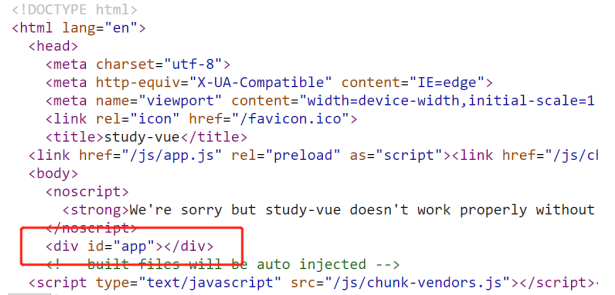 <!DOCTYPE html>
<html lang="en">
<head>
<meta charset="utf-8">
<meta http-equiv="X-UA-Compatible" content="IE=edge">
<meta name="viewport" content="width=device-width,initial-scale=1
<link rel="icon" href="/favicon.ico">
<title>study-vue</title>
<link href="/js/app.js" rel="preload" as="script"><link href="/js/ch
<body>
<noscript>
<strong>We're sorry but study-vue doesn't work properly without
</noscript>
<div id="app"></div>
<!-- built files will be auto injected -->
<script type="text/javascript" src="/js/chunk-vendors.js"></script>